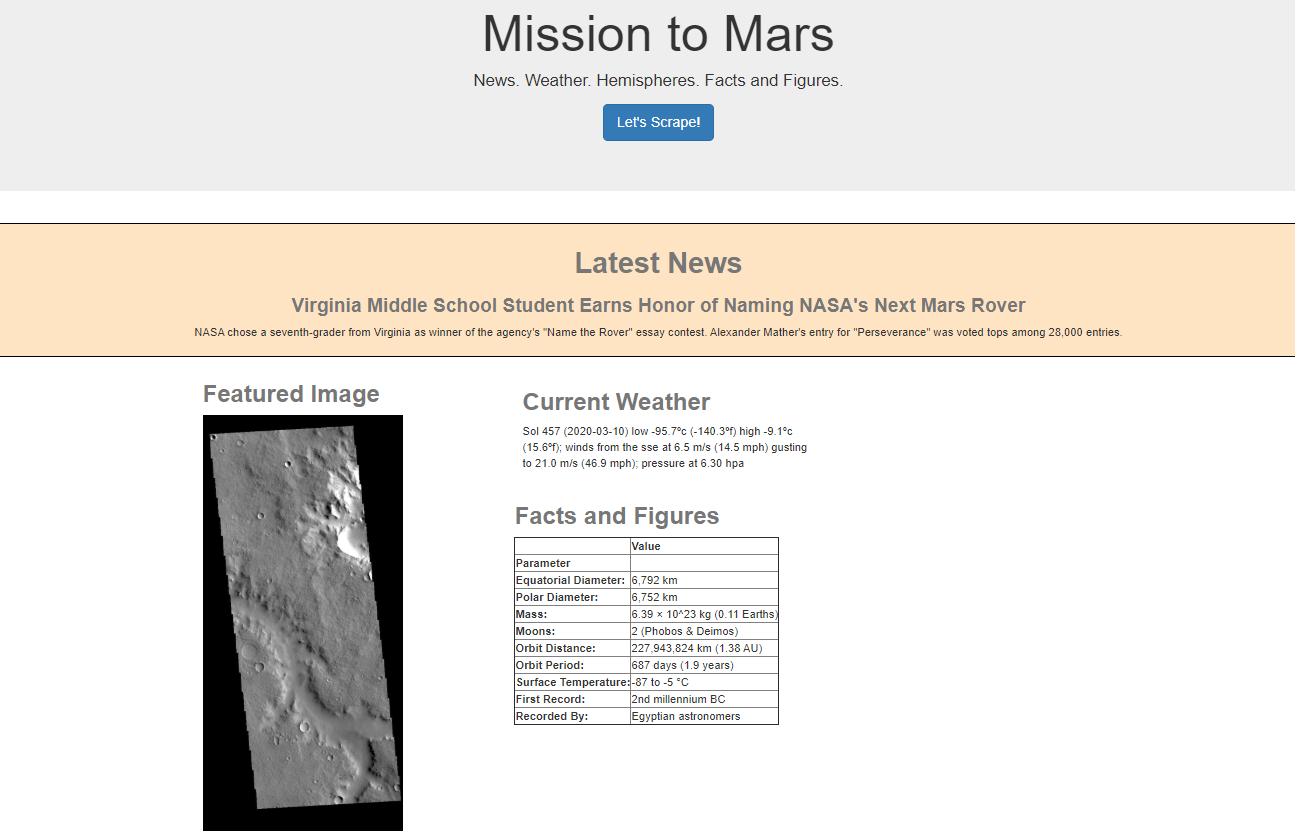 Mission to Mars
News. Weather. Hemispheres. Facts and Figures.
Let's Scrape!
Latest News
Virginia Middle School Student Earns Honor of Naming NASA's Next Mars Rover
NASA chose a seventh-grader from Virginia as winner of the agency's "Name the Rover" essay contest. Alexander Mather's entry for "Perseverance" was voted tops among 28,000 entries.
Featured Image
Current Weather
Sol 457 (2020-03-10) low -95.7ºc (-140.3ºf) high -9.1ºc
(15.6ºf); winds from the sse at 6.5 m/s (14.5 mph) gusting
to 21.0 m/s (46.9 mph); pressure at 6.30 hpa
Facts and Figures
Value
Parameter
Equatorial Diameter: 6,792 km
Polar Diameter: 6,752 km
Mass: 6.39 × 10^23 kg (0.11 Earths)
Moons: 2 (Phobos & Deimos)
Orbit Distance: 227,943,824 km (1.38 AU)
Orbit Period: 687 days (1.9 years)
Surface Temperature: -87 to -5 °C
First Record: 2nd millennium BC
Recorded By: Egyptian astronomers